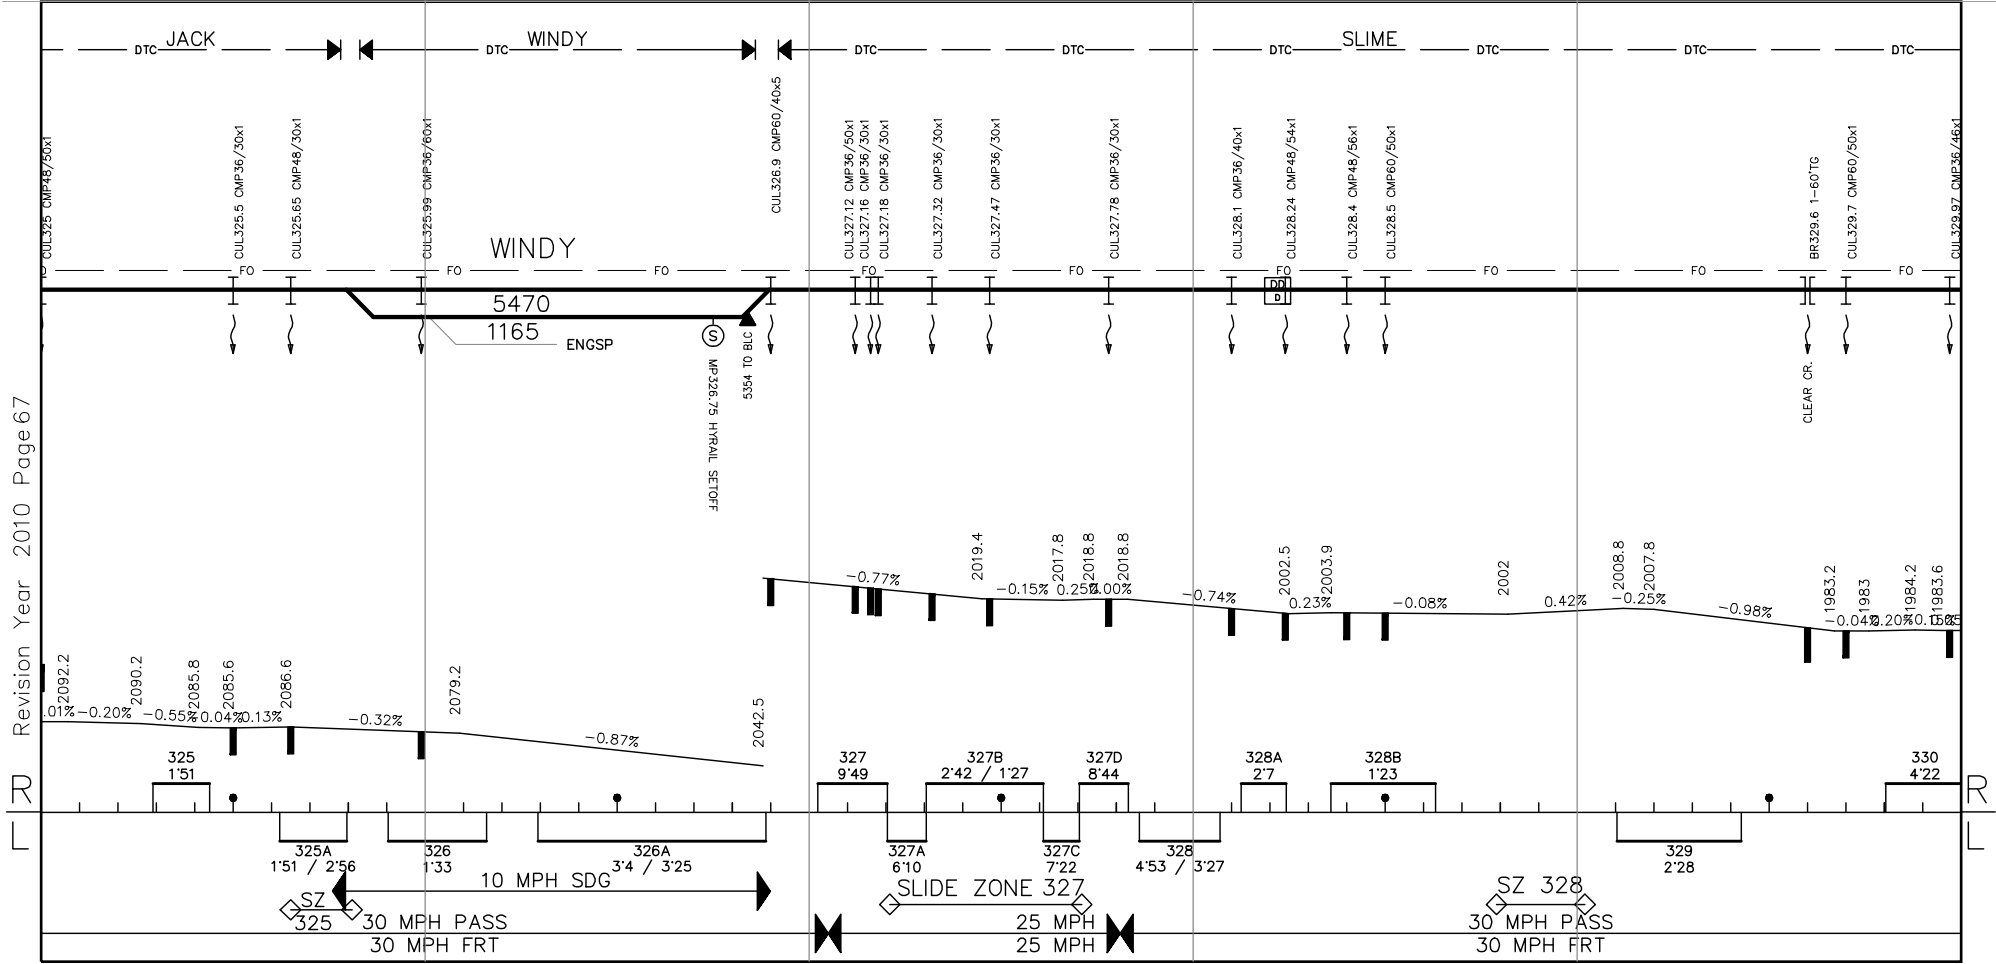 JACK
WINDY
SLIME
DTC
DTC
DTC
DTC
DTC
DTC
DTC
DTC
CUL325 CMP48/50x1
CUL325.5 CMP36/30x1
CUL325.65 CMP48/30x1
CUL325.99 CMP36/60x1
CUL326.9 CMP60/40x5
CUL327.12 CMP36/50x1
CUL327.16 CMP36/30x1
CUL327.18 CMP36/30x1
CUL327.32 CMP36/30x1
CUL327.47 CMP36/30x1
CUL327.78 CMP36/30x1
CUL328.1 CMP36/40x1
CUL328.24 CMP48/54x1
CUL328.4 CMP48/56x1
CUL328.5 CMP60/50x1
BR329.6 1-60'TG
CUL329.7 CMP60/50x1
CUL329.97 CMP36/46x1
WINDY
FO
FO
FO
FO
FO
FO
FO
FO
FO
DD
D
5470
1165
ENGSP
S
MP326.75 HYRAIL SETOFF
5354 TO BLC
CLEAR CR.
Revision Year 2010 Page 67
2019.4
2017.8
2018.8
2018.8
2002.5
2003.9
2002
2008.8
2007.8
1983.2
1983
1984.2
1983.6
-0.77%
-0.15%
0.25%
0.00%
-0.74%
0.23%
-0.08%
0.42%
-0.25%
-0.98%
-0.04%
0.20%
-0.15%
2092.2
2090.2
2085.8
2085.6
2086.6
2079.2
2042.5
.01%
-0.20%
-0.55%
-0.04%
0.13%
-0.32%
-0.87%
325
1'51
327
9'49
327B
2'42 / 1'27
327D
8'44
328A
2'7
328B
1'23
330
4'22
R
R
L
L
325A
1'51 / 2'56
326
1'33
326A
3'4 / 3'25
327A
6'10
327C
7'22
328
4'53 / 3'27
329
2'28
10 MPH SDG
SLIDE ZONE 327
SZ 328
SZ
325
30 MPH PASS
30 MPH FRT
25 MPH
25 MPH
30 MPH PASS
30 MPH FRT